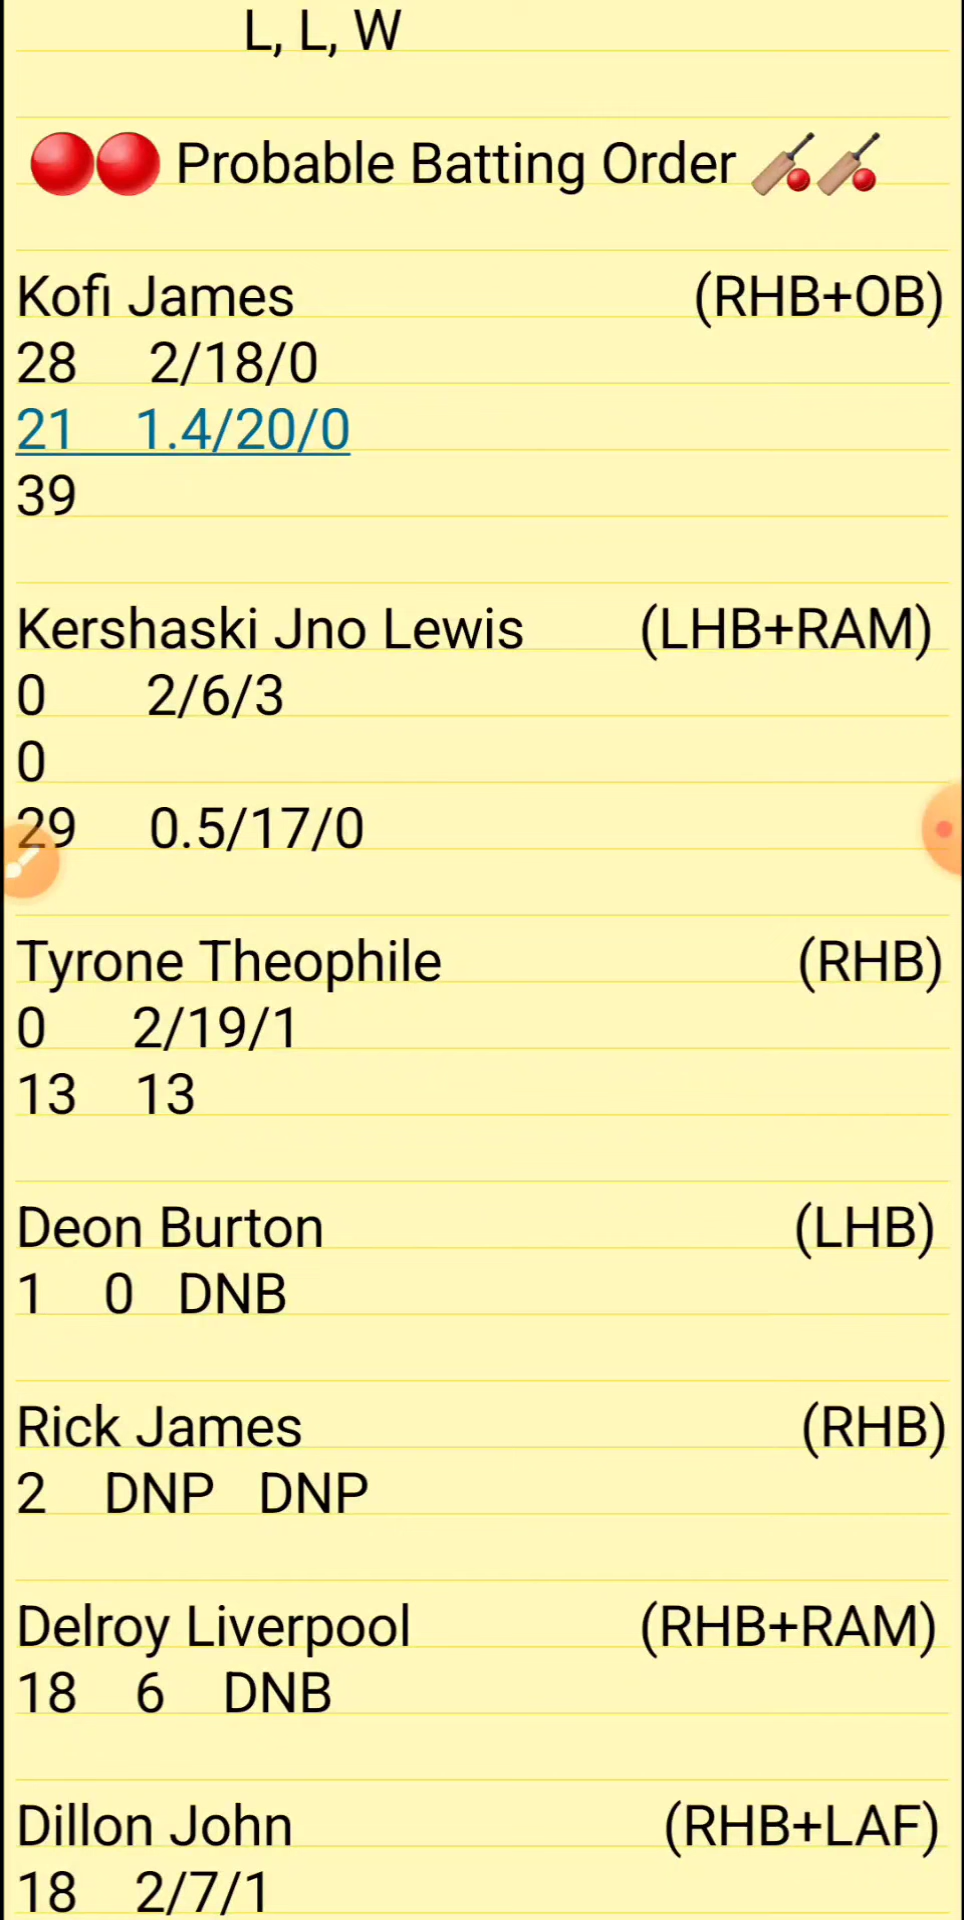 L, L, W
🔴🔴 Probable Batting Order 🏏🏏
Kofi James (RHB+OB)
28 2/18/0
21 1.4/20/0
39
Kershaski Jno Lewis (LHB+RAM)
0 2/6/3
0
29 0.5/17/0
Tyrone Theophile (RHB)
0 2/19/1
13 13
Deon Burton (LHB)
1 0 DNB
Rick James (RHB)
2 DNP DNP
Delroy Liverpool (RHB+RAM)
18 6 DNB
Dillon John (RHB+LAF)
18 2/7/1